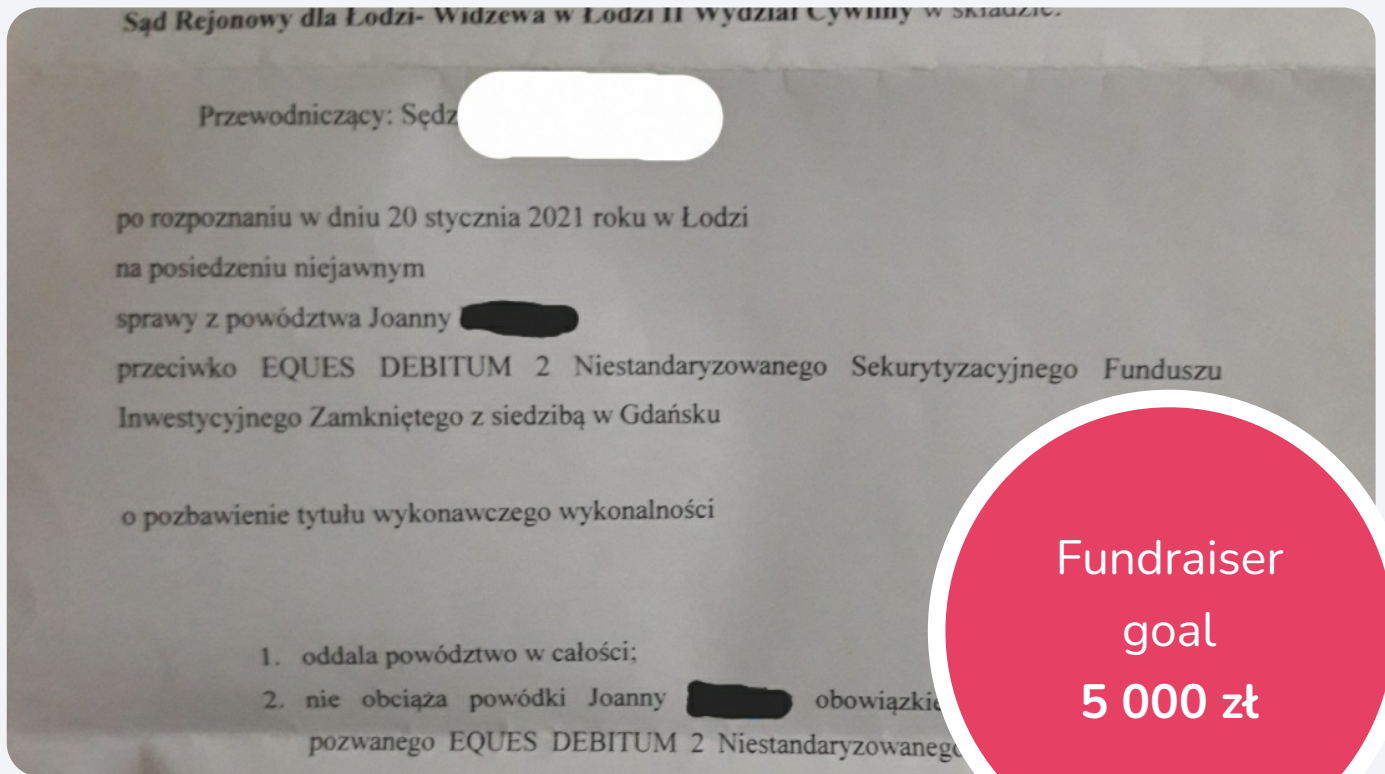 Sąd Rejonowy dla Łodzi- Widzewa w Łodzi II Wydział Cywilny w składzie:
Przewodniczący: Sędz
po rozpoznaniu w dniu 20 stycznia 2021 roku w Łodzi
na posiedzeniu niejawnym
sprawy z powództwa Joanny
przeciwko EQUES DEBITUM 2 Niestandaryzowanego Sekurytyzacyjnego Funduszu
Inwestycyjnego Zamkniętego z siedzibą w Gdańsku
o pozbawienie tytułu wykonawczego wykonalności
1. oddala powództwo w całości;
2. nie obciąża powódki Joanny obowiązkie
pozwanego EQUES DEBITUM 2 Niestandaryzowanego
Fundraiser
goal
5 000 zł